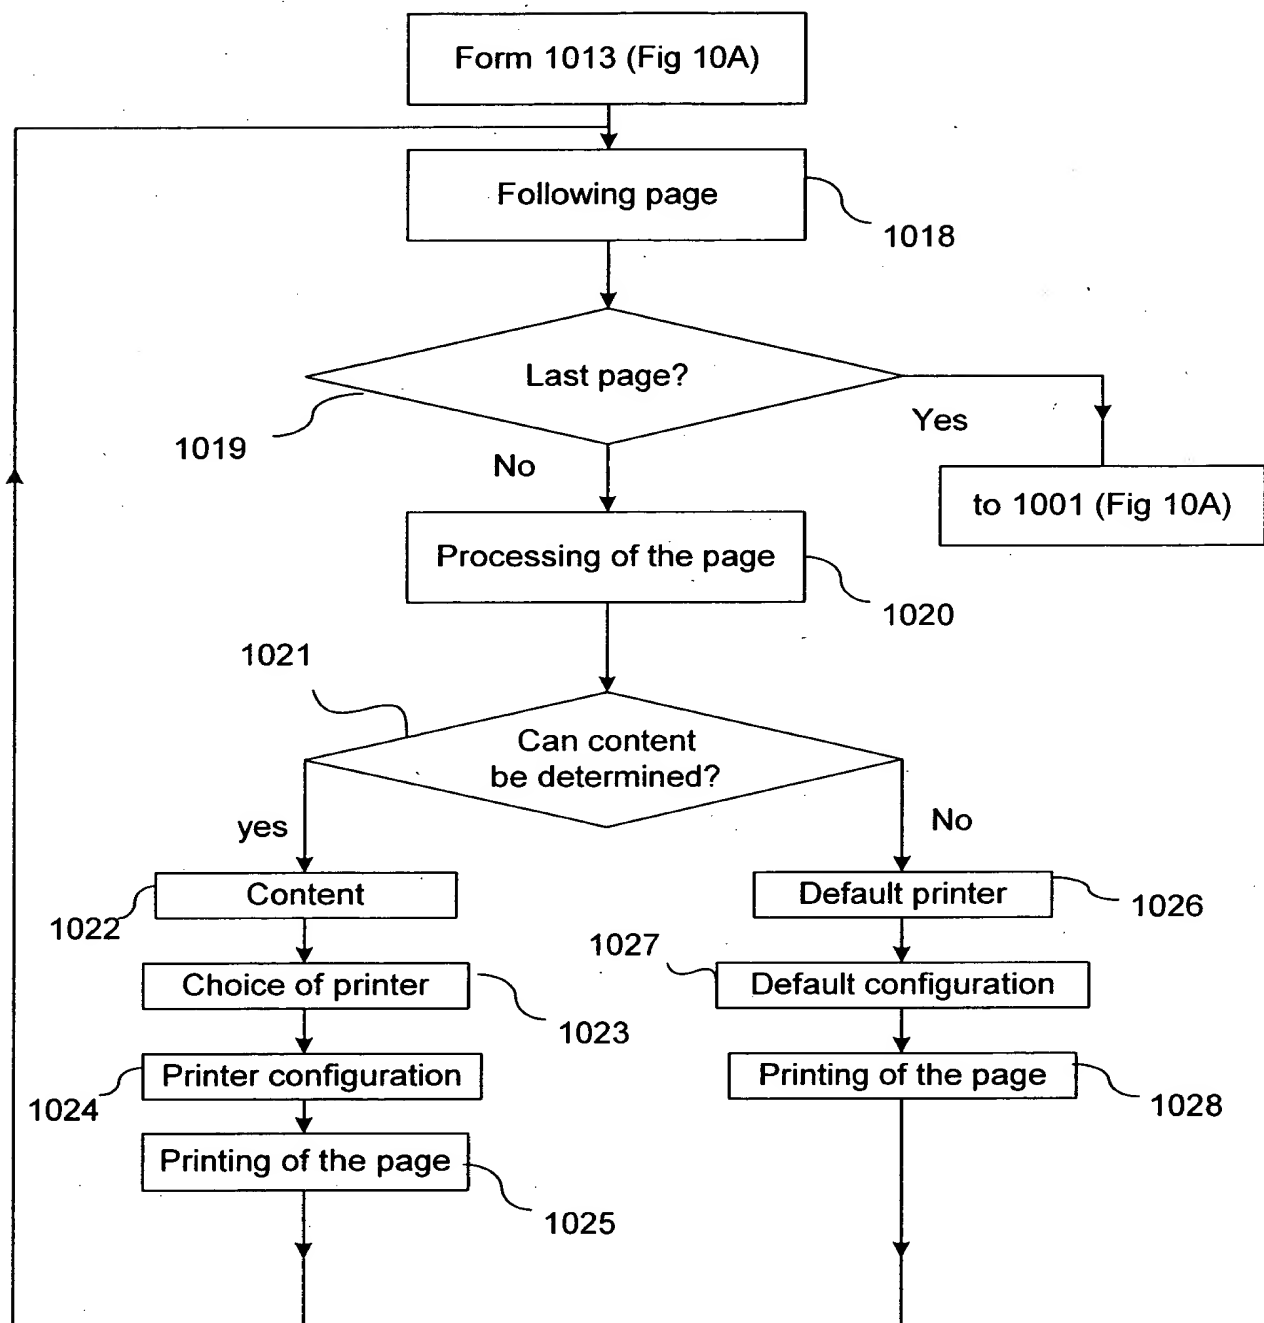 Form 1013 (Fig 10A)
Following page
1018
Last page?
1019
Yes
No
to 1001 (Fig 10A)
Processing of the page
1020
1021
Can content
be determined?
yes
No
Content
1022
Default printer
1026
1027
Choice of printer
1023
Default configuration
Printer configuration
1024
Printing of the page
1028
Printing of the page
1025